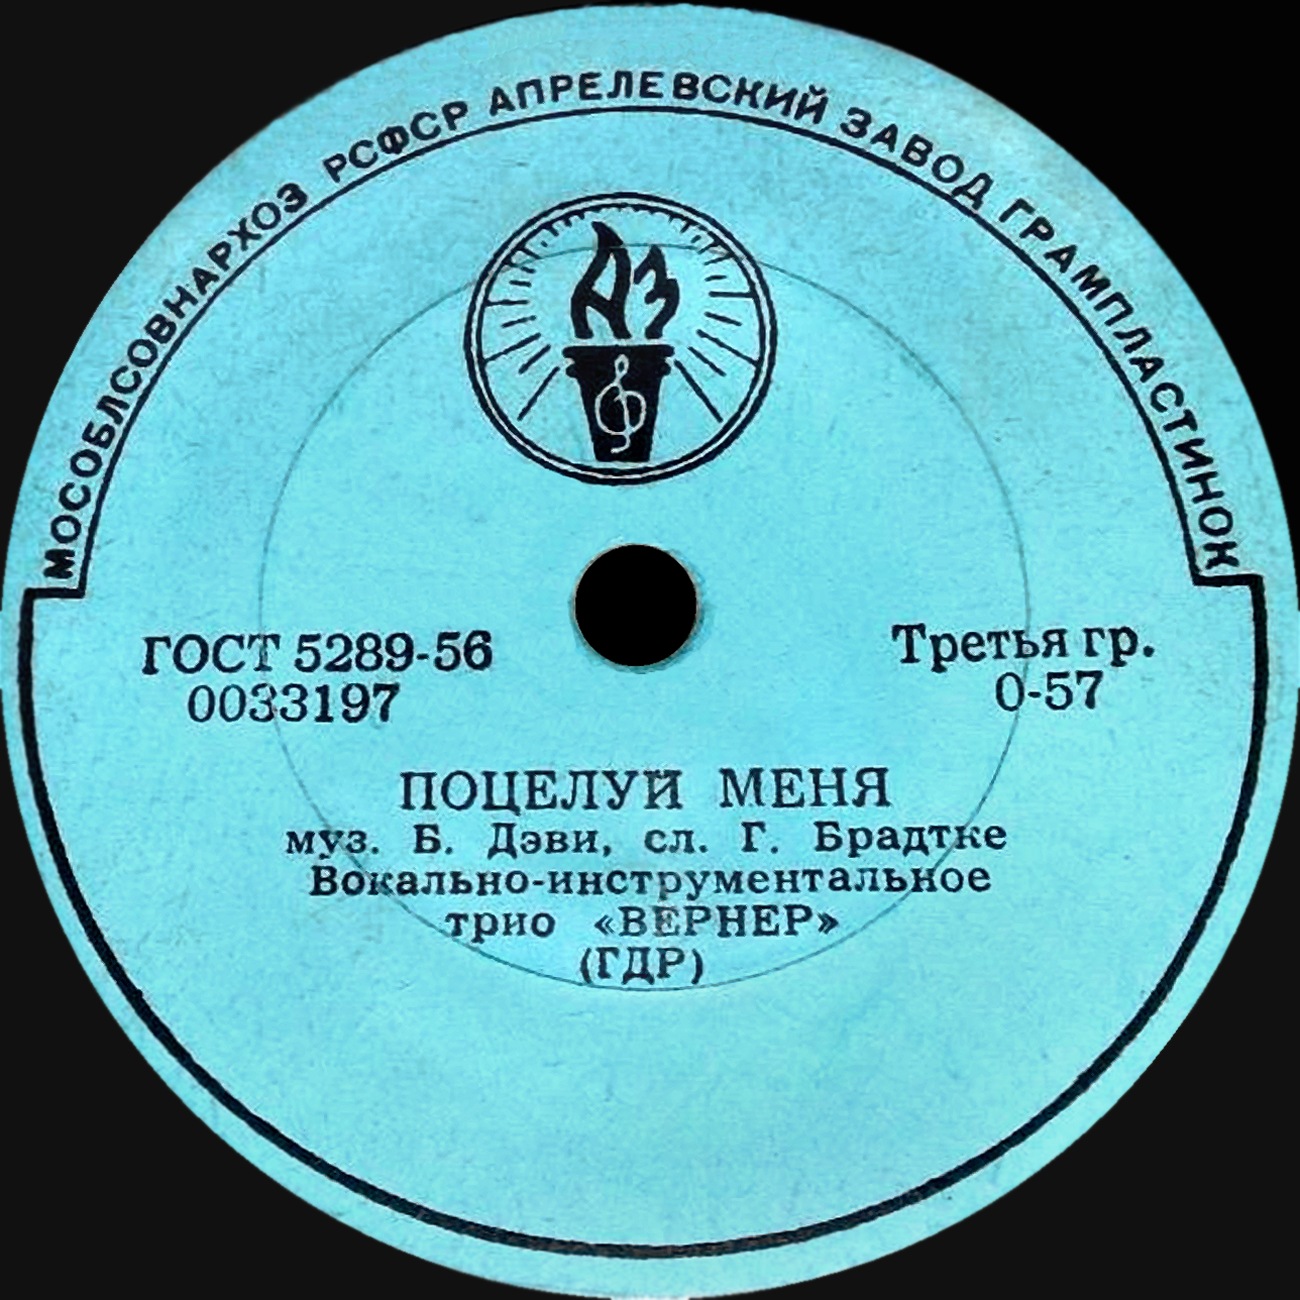 МОСОБЛСОВНАРХОЗ РСФСР АПРЕЛЕВСКИЙ ЗАВОД ГРАМПЛАСТИНОК
АЗ
ГОСТ 5289-56
0033197
Третья гр.
0-57
ПОЦЕЛУЙ МЕНЯ
муз. Б. Дэви, сл. Г. Брадтке
Вокально-инструментальное
трио «ВЕРНЕР»
(ГДР)